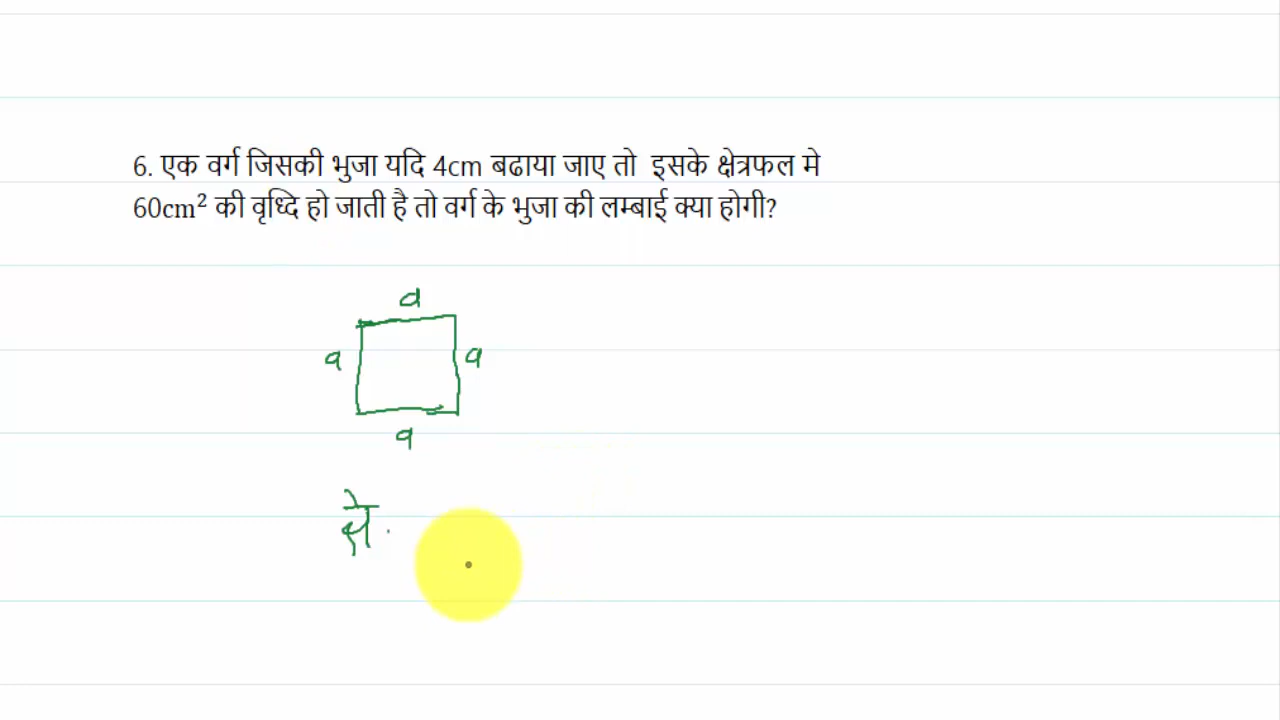 6. एक वर्ग जिसकी भुजा यदि 4cm बढाया जाए तो इसके क्षेत्रफल मे
60cm² की वृध्दि हो जाती है तो वर्ग के भुजा की लम्बाई क्या होगी?
a
a a
a
क्षे.